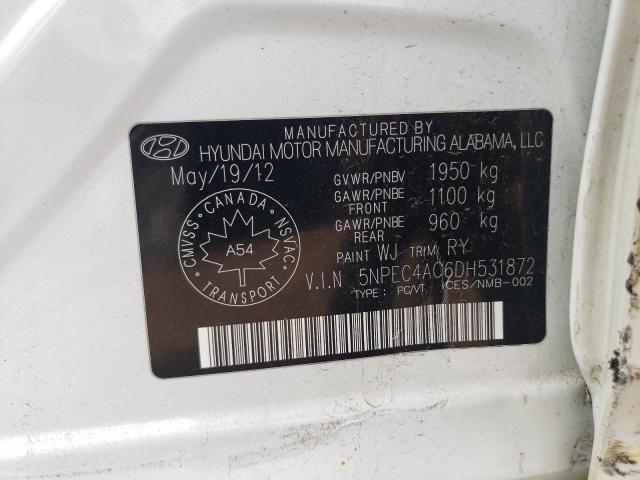 MANUFACTURED BY
HYUNDAI MOTOR MANUFACTURING ALABAMA, LLC
May/19/12
GVWR/PNBV 1950 kg
GAWR/PNBE FRONT 1100 kg
GAWR/PNBE REAR 960 kg
PAINT WJ TRIM RY
V.I.N 5NPEC4AC6DH531872
TYPE : PC/VT. ICES/NMB-002
CANADA
CMVSS NSVAC
A54
TRANSPORT